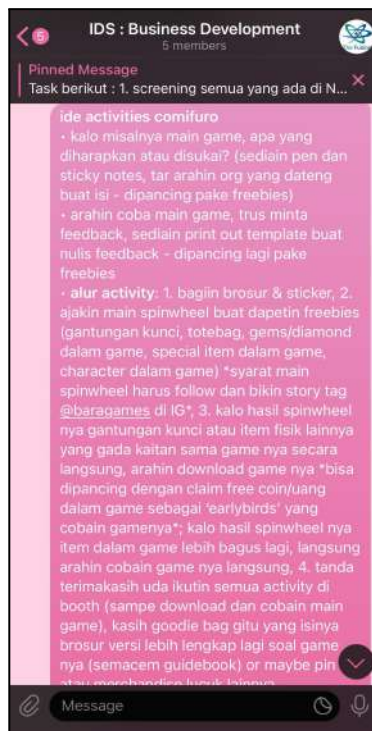 5
IDS : Business Development
5 members
Pinned Message
Task berikut : 1. screening semua yang ada di N...
ide activities comifuro
• kalo misalnya main game, apa yang
diharapkan atau disukai? (sediain pen dan
sticky notes, tar arahin org yang dateng
buat isi - dipancing pake freebies)
• arahin coba main game, trus minta
feedback, sediain print out template buat
nulis feedback - dipancing lagi pake
freebies
• alur activity: 1. bagiin brosur & sticker, 2.
ajakin main spinwheel buat dapetin freebies
(gantungan kunci, totebag, gems/diamond
dalam game, special item dalam game,
character dalam game) *syarat main
spinwheel harus follow dan bikin story tag
@baragames di IG*, 3. kalo hasil spinwheel
nya gantungan kunci atau item fisik lainnya
yang gada kaitan sama game nya secara
langsung, arahin download game nya *bisa
dipancing dengan claim free coin/uang
dalam game sebagai 'earlybirds' yang
cobain gamenya*; kalo hasil spinwheel nya
item dalam game lebih bagus lagi, langsung
arahin cobain game nya langsung, 4. tanda
terimakasih uda ikutin semua activity di
booth (sampe download dan cobain main
game), kasih goodie bag gitu yang isinya
brosur versi lebih lengkap lagi soal game
nya (semacem guidebook) or maybe pin
atau merchandise lucuk lainnya
Message